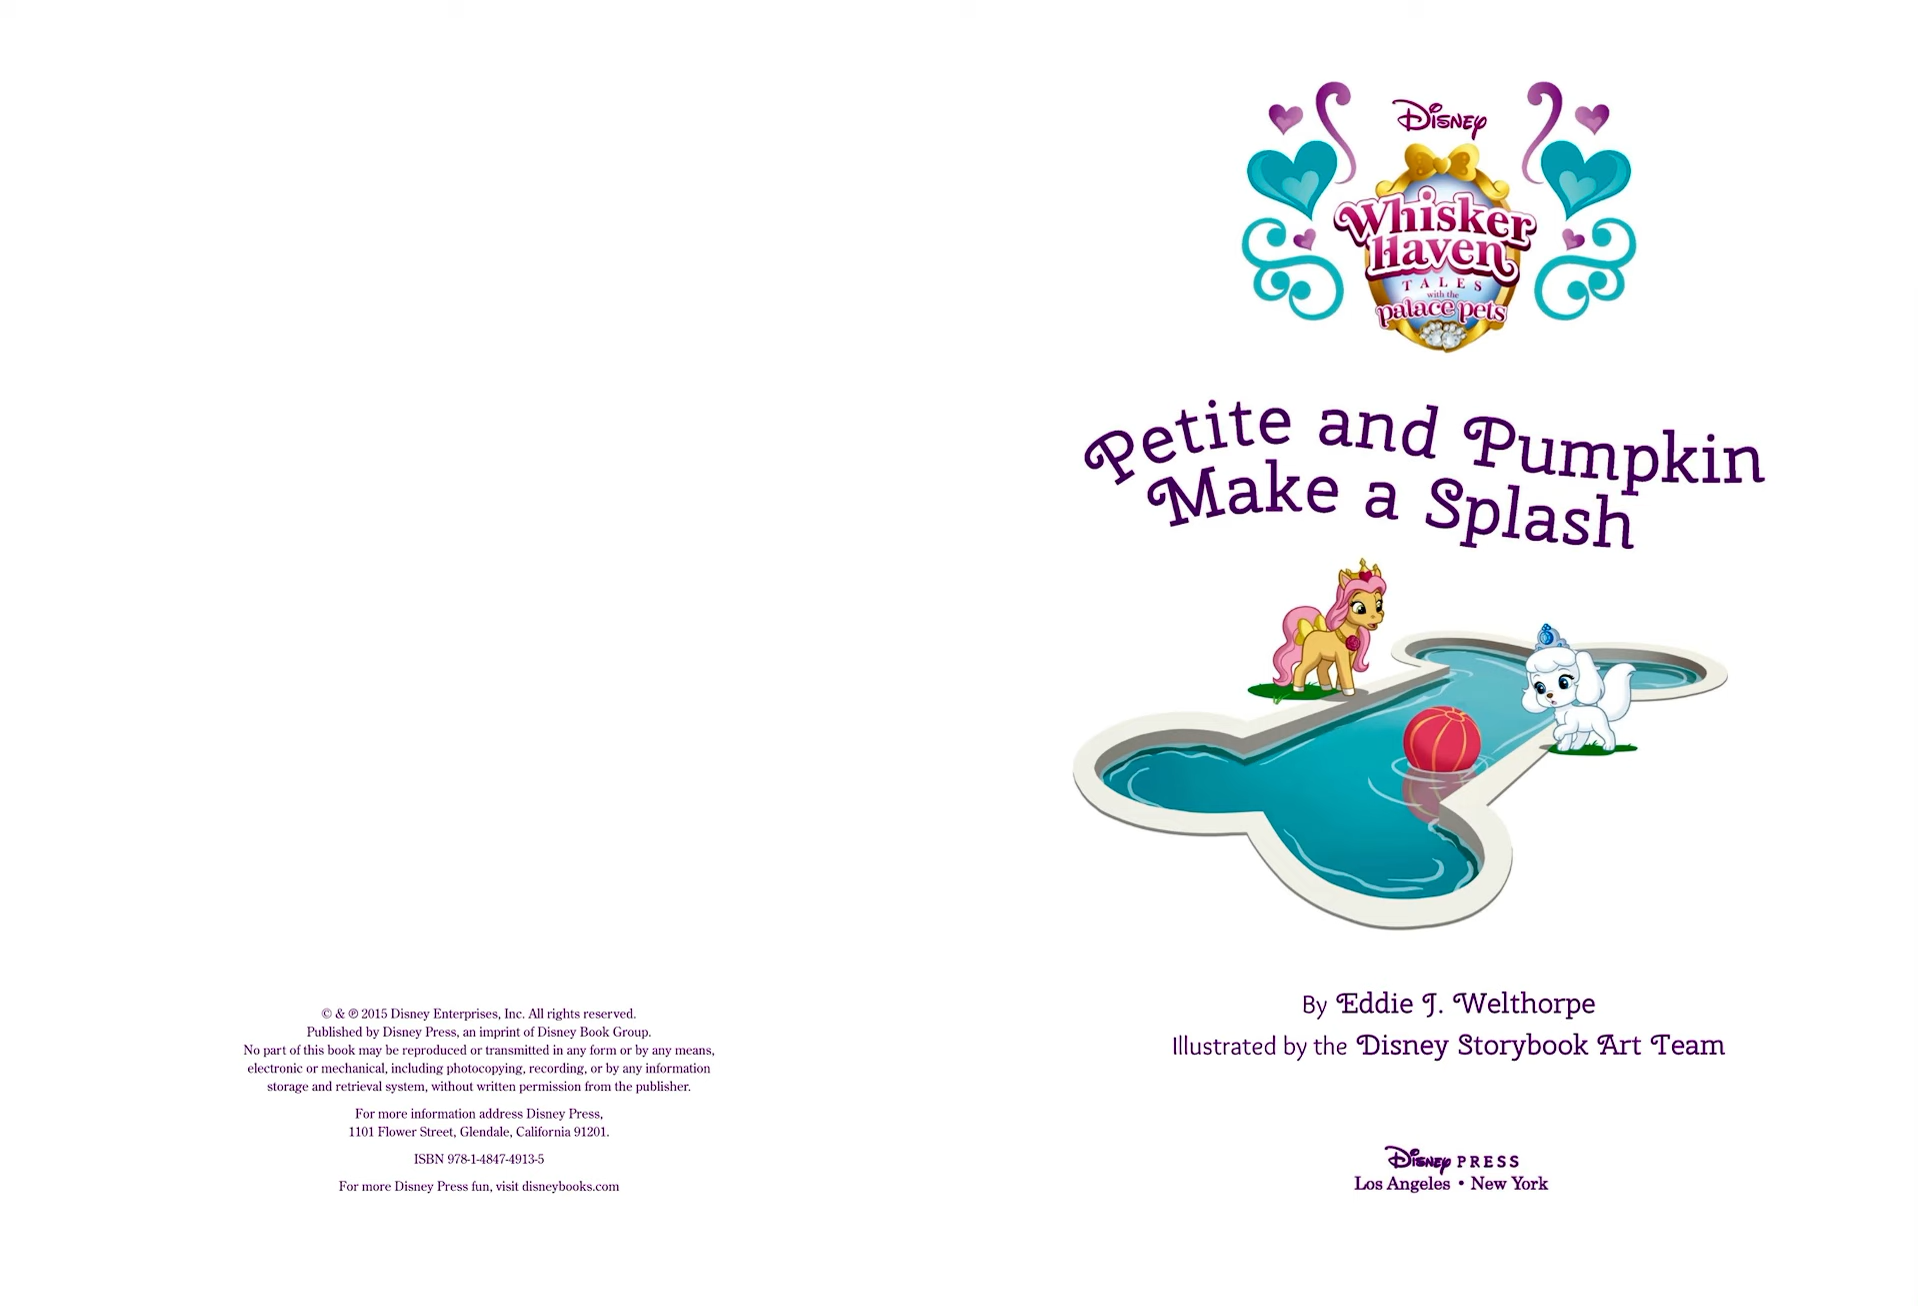 © & ℗ 2015 Disney Enterprises, Inc. All rights reserved.
Published by Disney Press, an imprint of Disney Book Group.
No part of this book may be reproduced or transmitted in any form or by any means,
electronic or mechanical, including photocopying, recording, or by any information
storage and retrieval system, without written permission from the publisher.
For more information address Disney Press,
1101 Flower Street, Glendale, California 91201.
ISBN 978-1-4847-4913-5
For more Disney Press fun, visit disneybooks.com
Disney
Whisker
Haven
TALES
with the
palace pets
Petite and Pumpkin
Make a Splash
By Eddie J. Welthorpe
Illustrated by the Disney Storybook Art Team
Disney PRESS
Los Angeles • New York